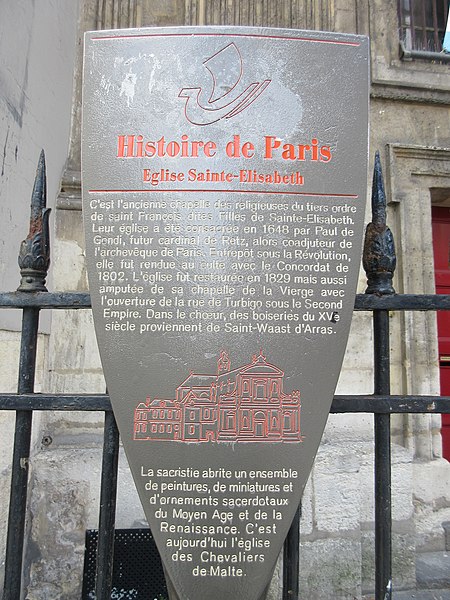 Histoire de Paris
Eglise Sainte-Elisabeth
C'est l'ancienne chapelle des religieuses du tiers ordre
de saint François dites Filles de Sainte-Elisabeth.
Leur église a été consacrée en 1648 par Paul de
Gondi, futur cardinal de Retz, alors coadjuteur de
l'archevêque de Paris. Entrepôt sous la Révolution,
elle fut rendue au culte avec le Concordat de
1802. L'église fut restaurée en 1829 mais aussi
amputée de sa chapelle de la Vierge avec
l'ouverture de la rue de Turbigo sous le Second
Empire. Dans le chœur, des boiseries du XVIe
siècle proviennent de Saint-Waast d'Arras.
La sacristie abrite un ensemble
de peintures, de miniatures et
d'ornements sacerdotaux
du Moyen Age et de la
Renaissance. C'est
aujourd'hui l'église
des Chevaliers
de Malte.